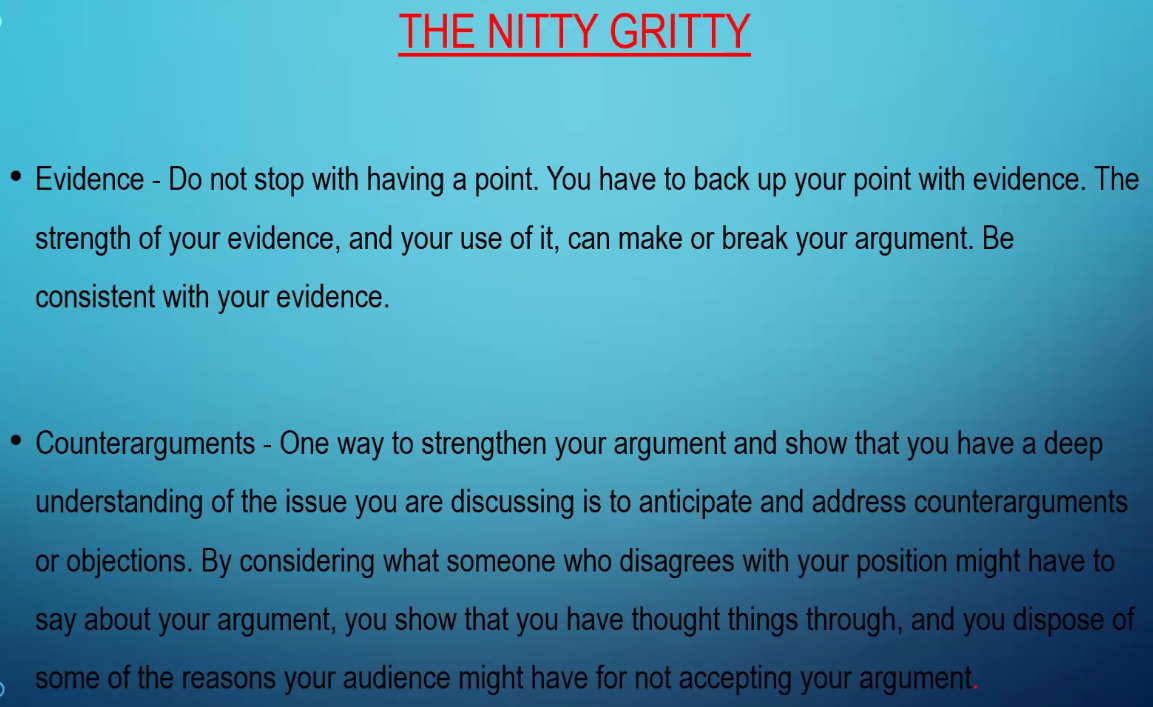 THE NITTY GRITTY
• Evidence - Do not stop with having a point. You have to back up your point with evidence. The
strength of your evidence, and your use of it, can make or break your argument. Be
consistent with your evidence.
• Counterarguments - One way to strengthen your argument and show that you have a deep
understanding of the issue you are discussing is to anticipate and address counterarguments
or objections. By considering what someone who disagrees with your position might have to
say about your argument, you show that you have thought things through, and you dispose of
some of the reasons your audience might have for not accepting your argument.